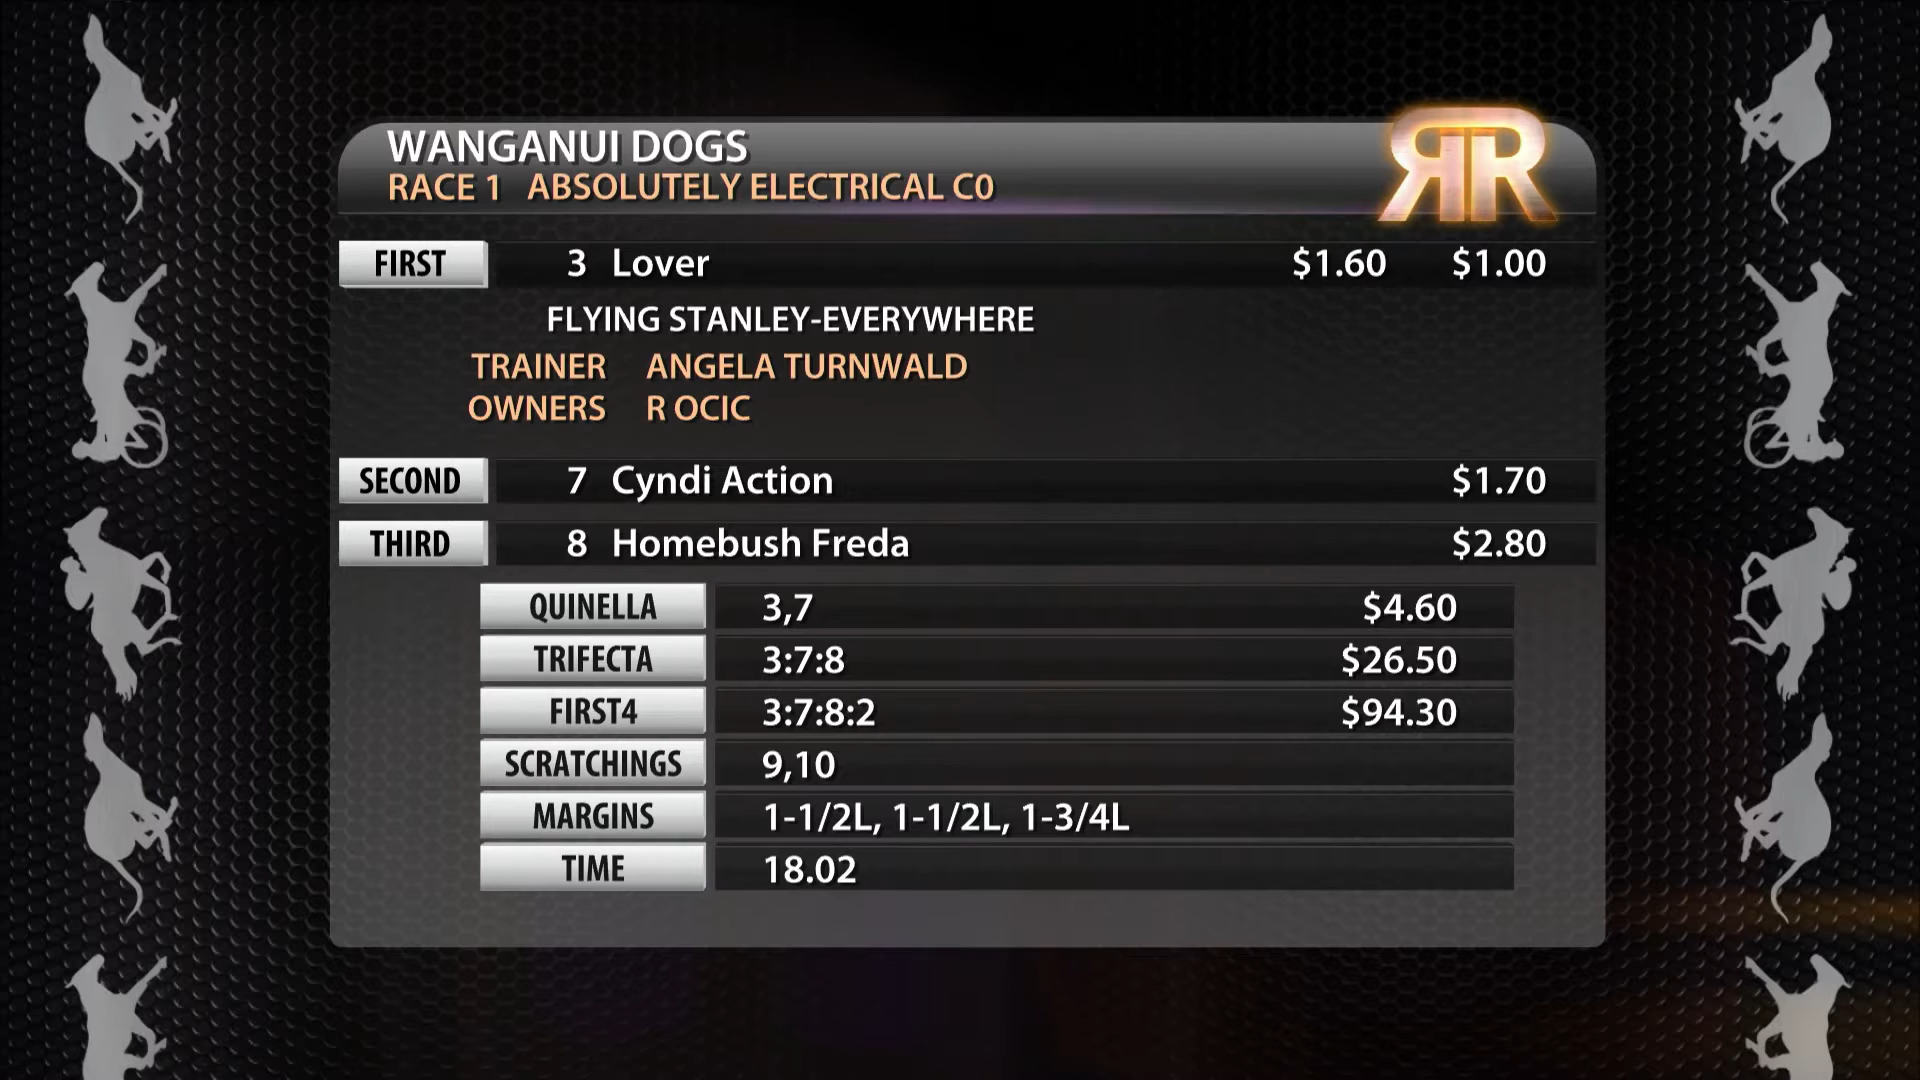 WANGANUI DOGS
RACE 1 ABSOLUTELY ELECTRICAL C0
RR
FIRST 3 Lover $1.60 $1.00
FLYING STANLEY-EVERYWHERE
TRAINER ANGELA TURNWALD
OWNERS R OCIC
SECOND 7 Cyndi Action $1.70
THIRD 8 Homebush Freda $2.80
QUINELLA 3,7 $4.60
TRIFECTA 3:7:8 $26.50
FIRST4 3:7:8:2 $94.30
SCRATCHINGS 9,10
MARGINS 1-1/2L, 1-1/2L, 1-3/4L
TIME 18.02